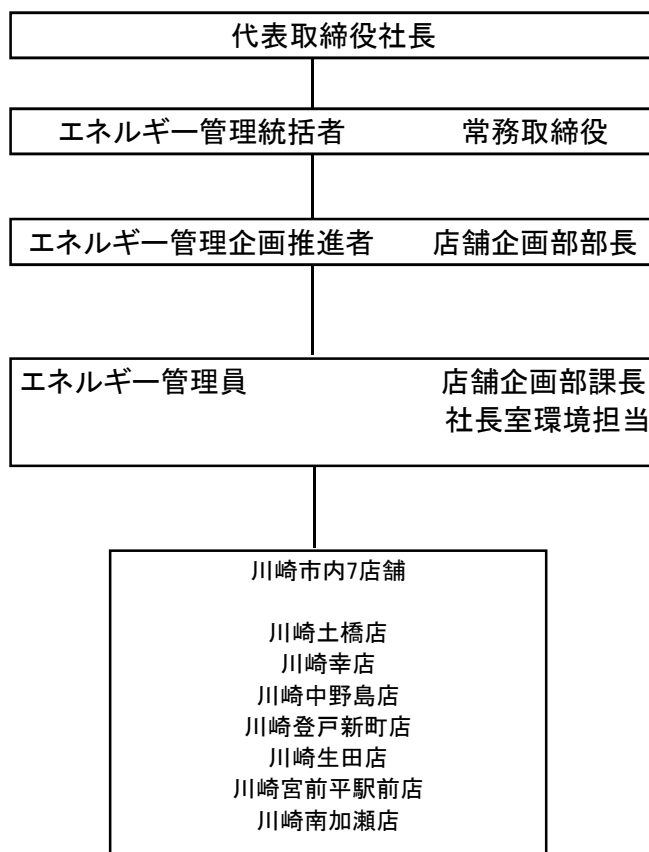 代表取締役社長
エネルギー管理統括者 常務取締役
エネルギー管理企画推進者 店舗企画部部長
エネルギー管理員 店舗企画部課長
社長室環境担当
川崎市内7店舗
川崎土橋店
川崎幸店
川崎中野島店
川崎登戸新町店
川崎生田店
川崎宮前平駅前店
川崎南加瀬店